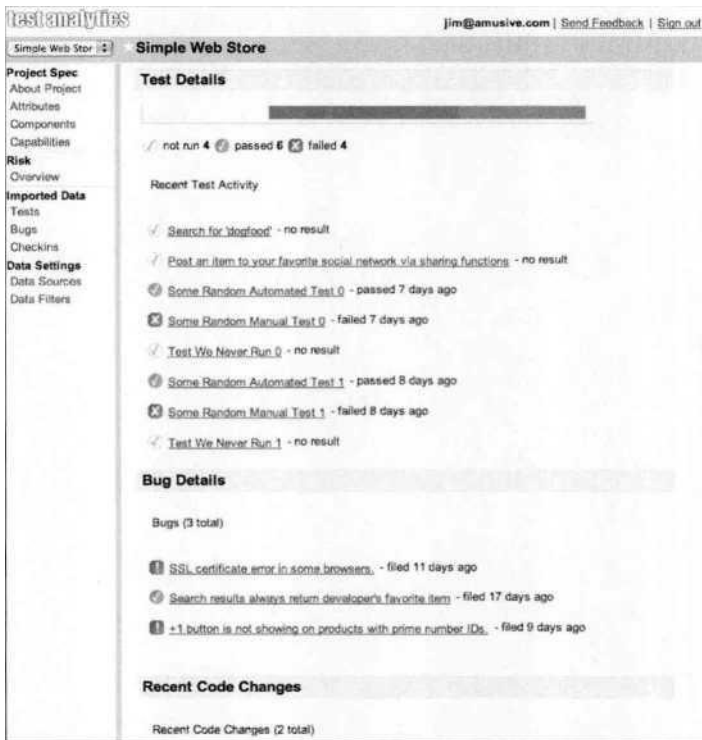 test analytics
jim@amusive.com | Send Feedback | Sign out
Simple Web Stor
Simple Web Store
Project Spec
About Project
Attributes
Components
Capabilities
Risk
Overview
Imported Data
Tests
Bugs
Checkins
Data Settings
Data Sources
Data Filters
Test Details
not run 4 passed 6 failed 4
Recent Test Activity
Search for 'dogfood' - no result
Post an item to your favorite social network via sharing functions - no result
Some Random Automated Test 0 - passed 7 days ago
Some Random Manual Test 0 - failed 7 days ago
Test We Never Run 0 - no result
Some Random Automated Test 1 - passed 8 days ago
Some Random Manual Test 1 - failed 8 days ago
Test We Never Run 1 - no result
Bug Details
Bugs (3 total)
SSL certificate error in some browsers. - filed 11 days ago
Search results always return developer's favorite item - filed 17 days ago
+1 button is not showing on products with prime number IDs. - filed 9 days ago
Recent Code Changes
Recent Code Changes (2 total)